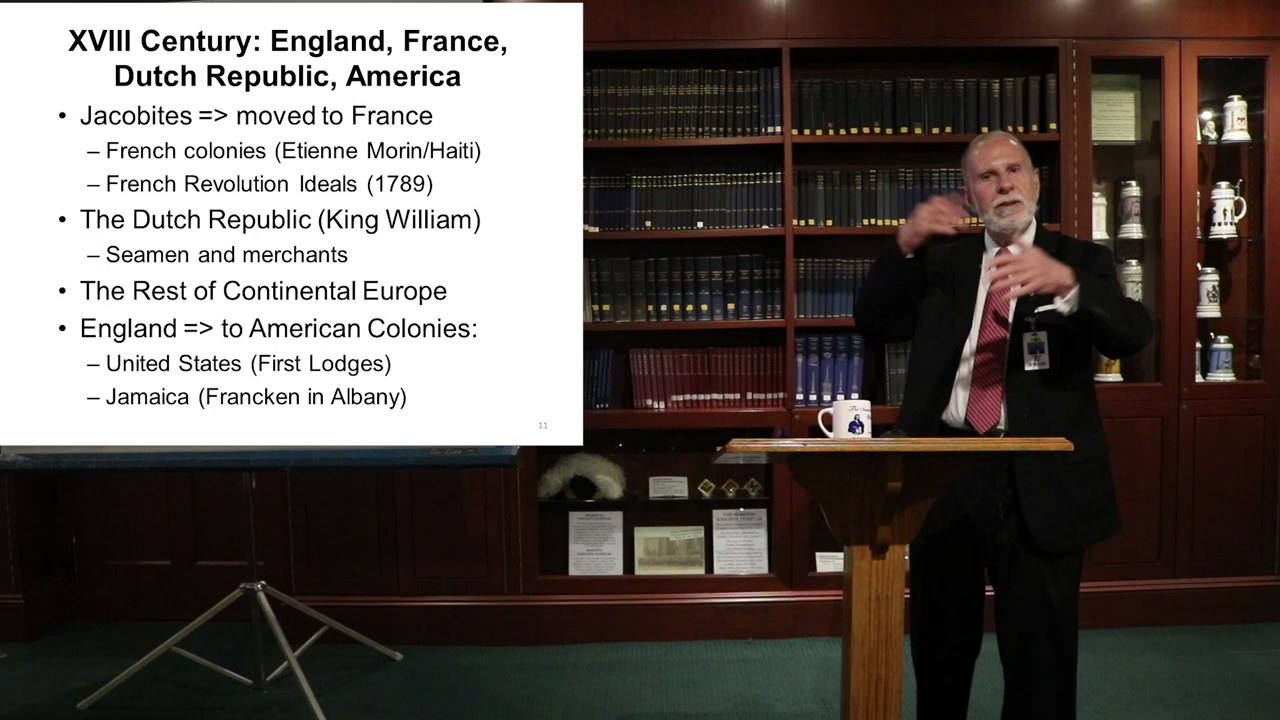 XVIII Century: England, France,
Dutch Republic, America
• Jacobites => moved to France
– French colonies (Etienne Morin/Haiti)
– French Revolution Ideals (1789)
• The Dutch Republic (King William)
– Seamen and merchants
• The Rest of Continental Europe
• England => to American Colonies:
– United States (First Lodges)
– Jamaica (Francken in Albany)
11
KNIGHTS TEMPLAR